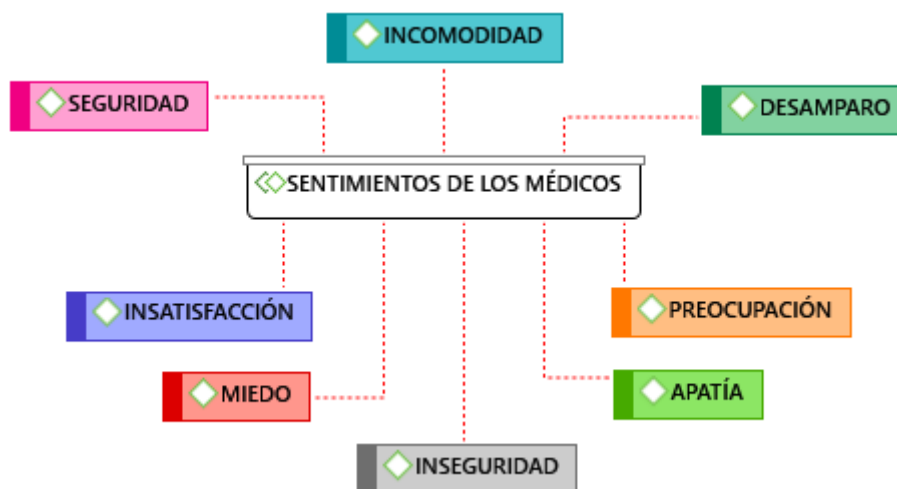 INCOMODIDAD
SEGURIDAD
DESAMPARO
SENTIMIENTOS DE LOS MÉDICOS
INSATISFACCIÓN
PREOCUPACIÓN
MIEDO
APATÍA
INSEGURIDAD